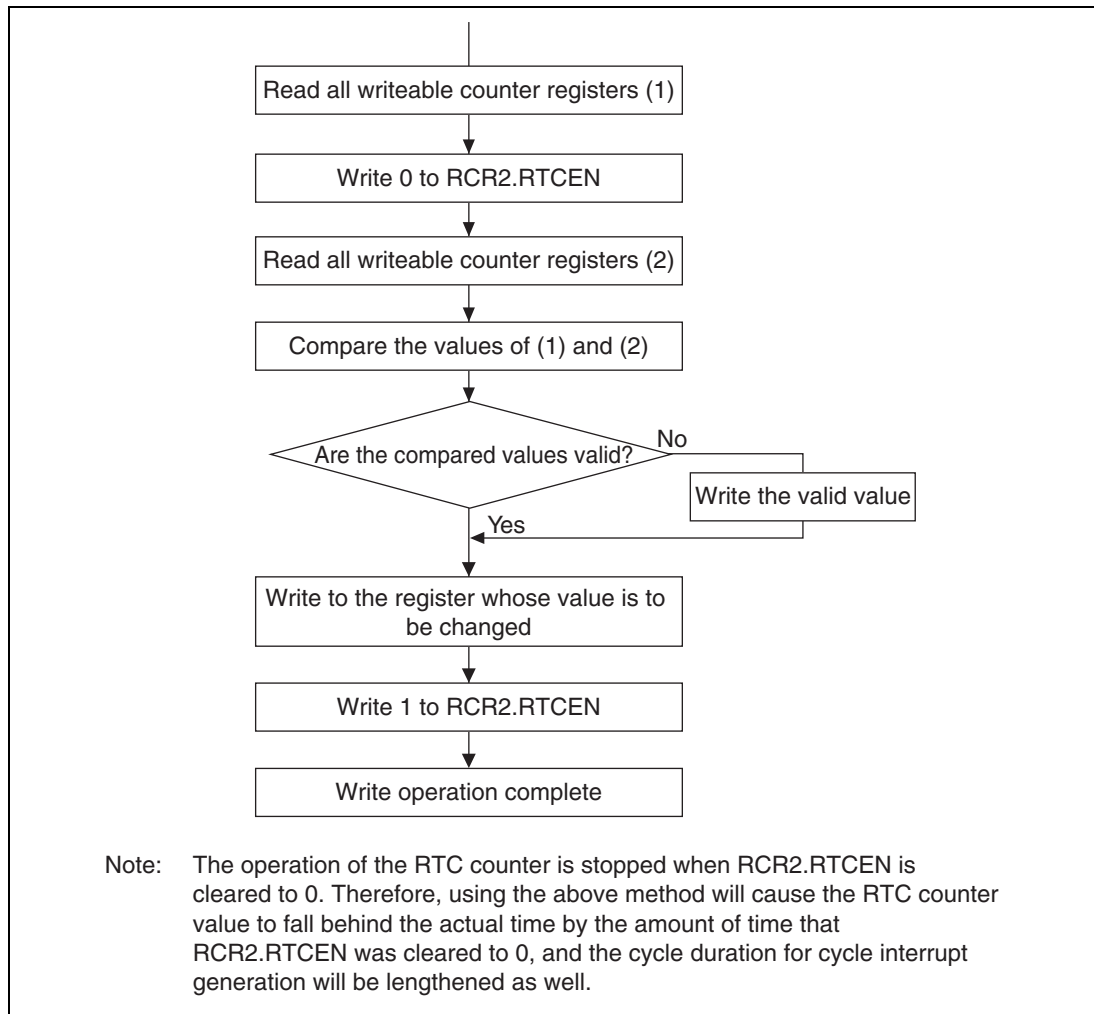 Read all writeable counter registers (1)
Write 0 to RCR2.RTCEN
Read all writeable counter registers (2)
Compare the values of (1) and (2)
Are the compared values valid?
No
Write the valid value
Yes
Write to the register whose value is to
be changed
Write 1 to RCR2.RTCEN
Write operation complete
Note: The operation of the RTC counter is stopped when RCR2.RTCEN is
cleared to 0. Therefore, using the above method will cause the RTC counter
value to fall behind the actual time by the amount of time that
RCR2.RTCEN was cleared to 0, and the cycle duration for cycle interrupt
generation will be lengthened as well.